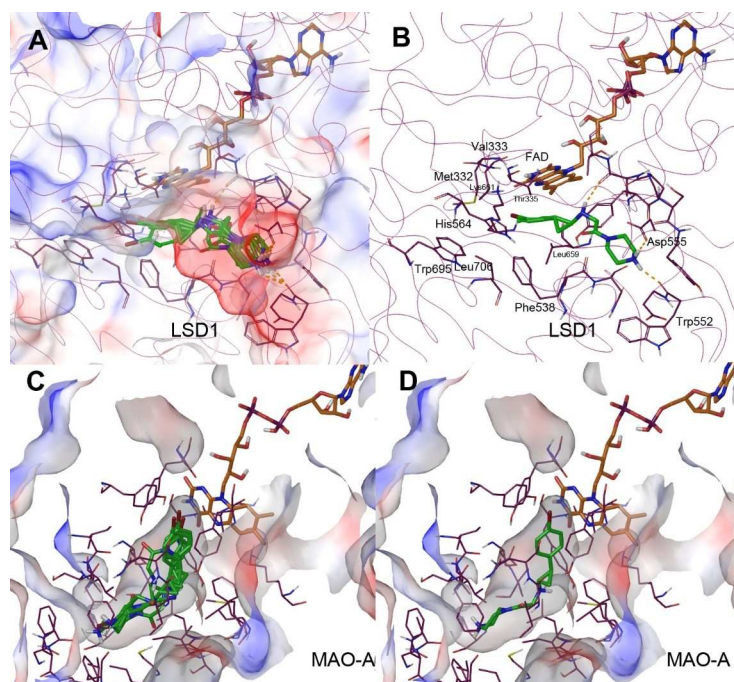 A
LSD1
B
Val333
FAD
Met332
Lys661
Thr335
His564
Leu659
Asp555
Trp695
Leu706
Phe538
Trp552
LSD1
C
MAO-A
D
MAO-A